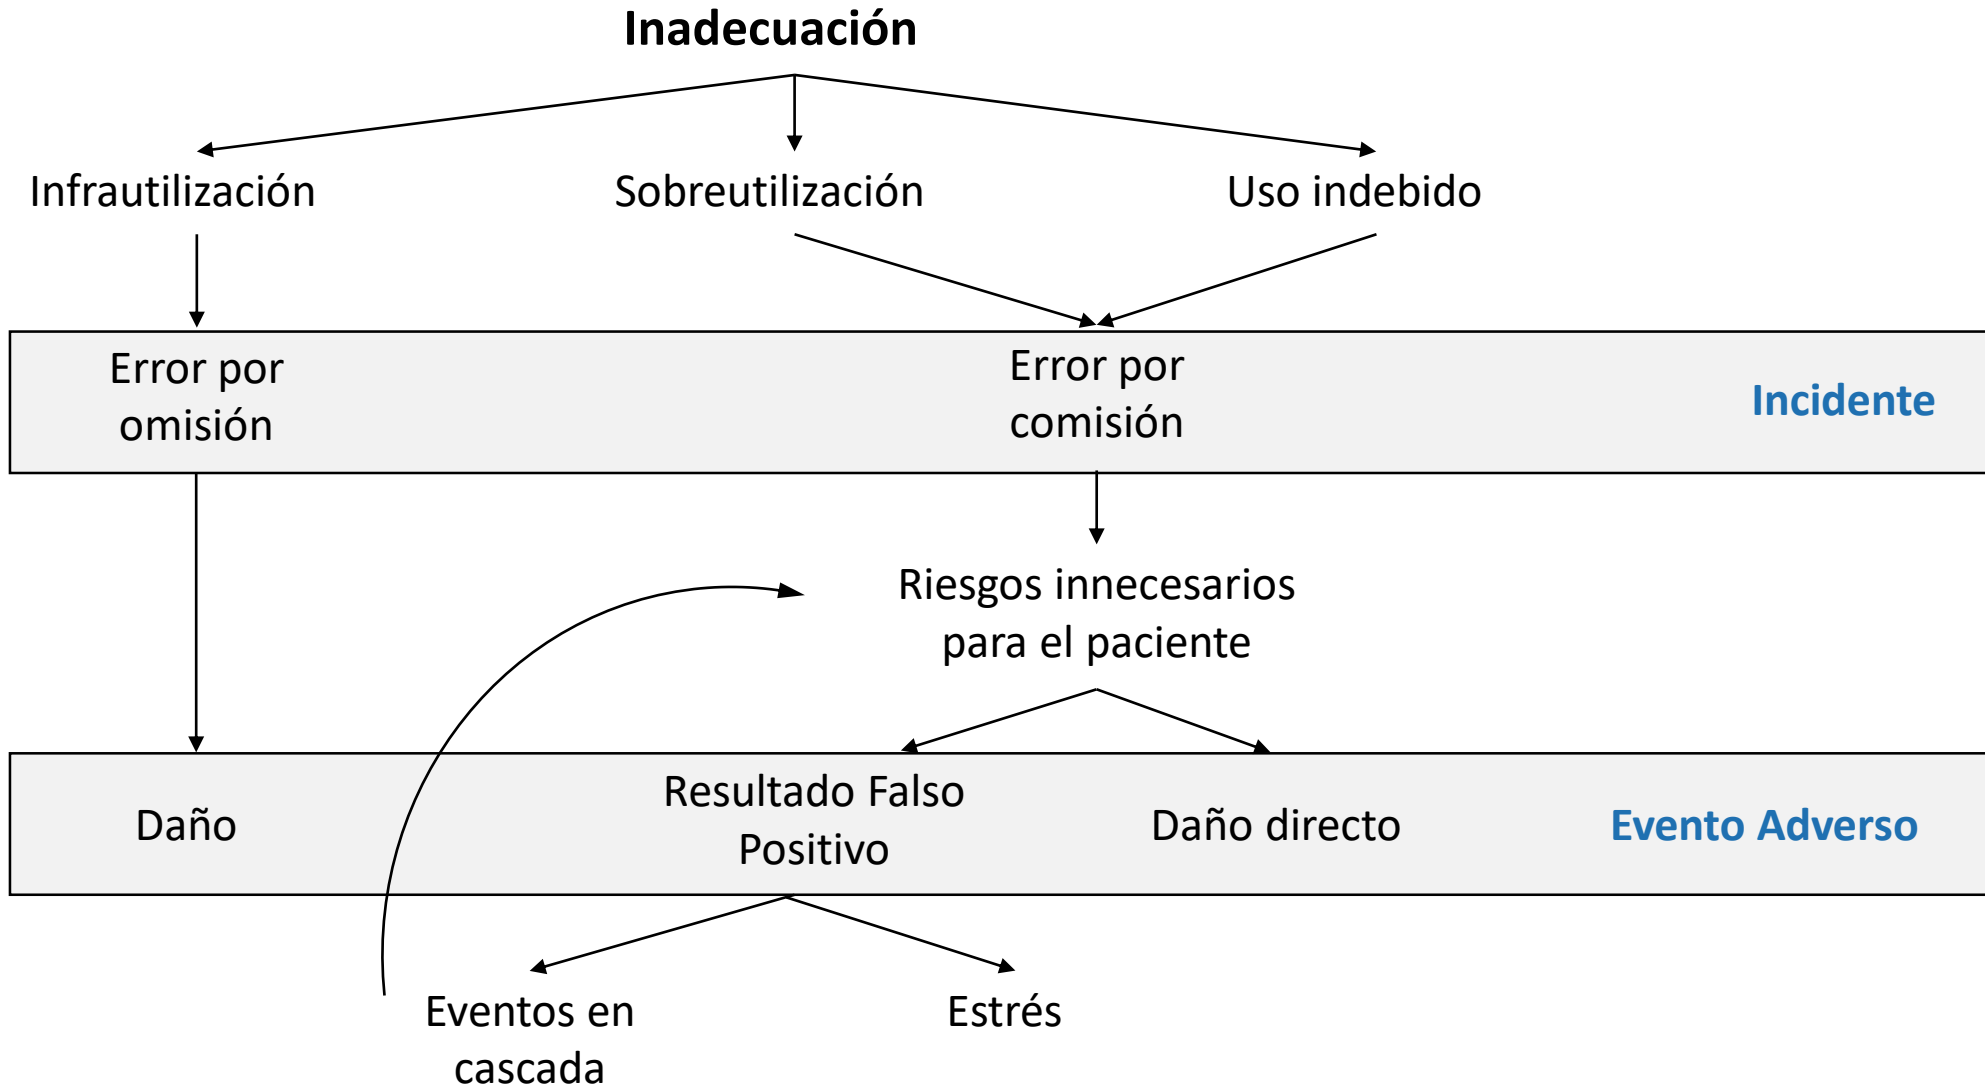 Inadecuación
Infrautilización
Sobreutilización
Uso indebido
Error por
omisión
Error por
comisión
Incidente
Riesgos innecesarios
para el paciente
Daño
Resultado Falso
Positivo
Daño directo
Evento Adverso
Eventos en
cascada
Estrés